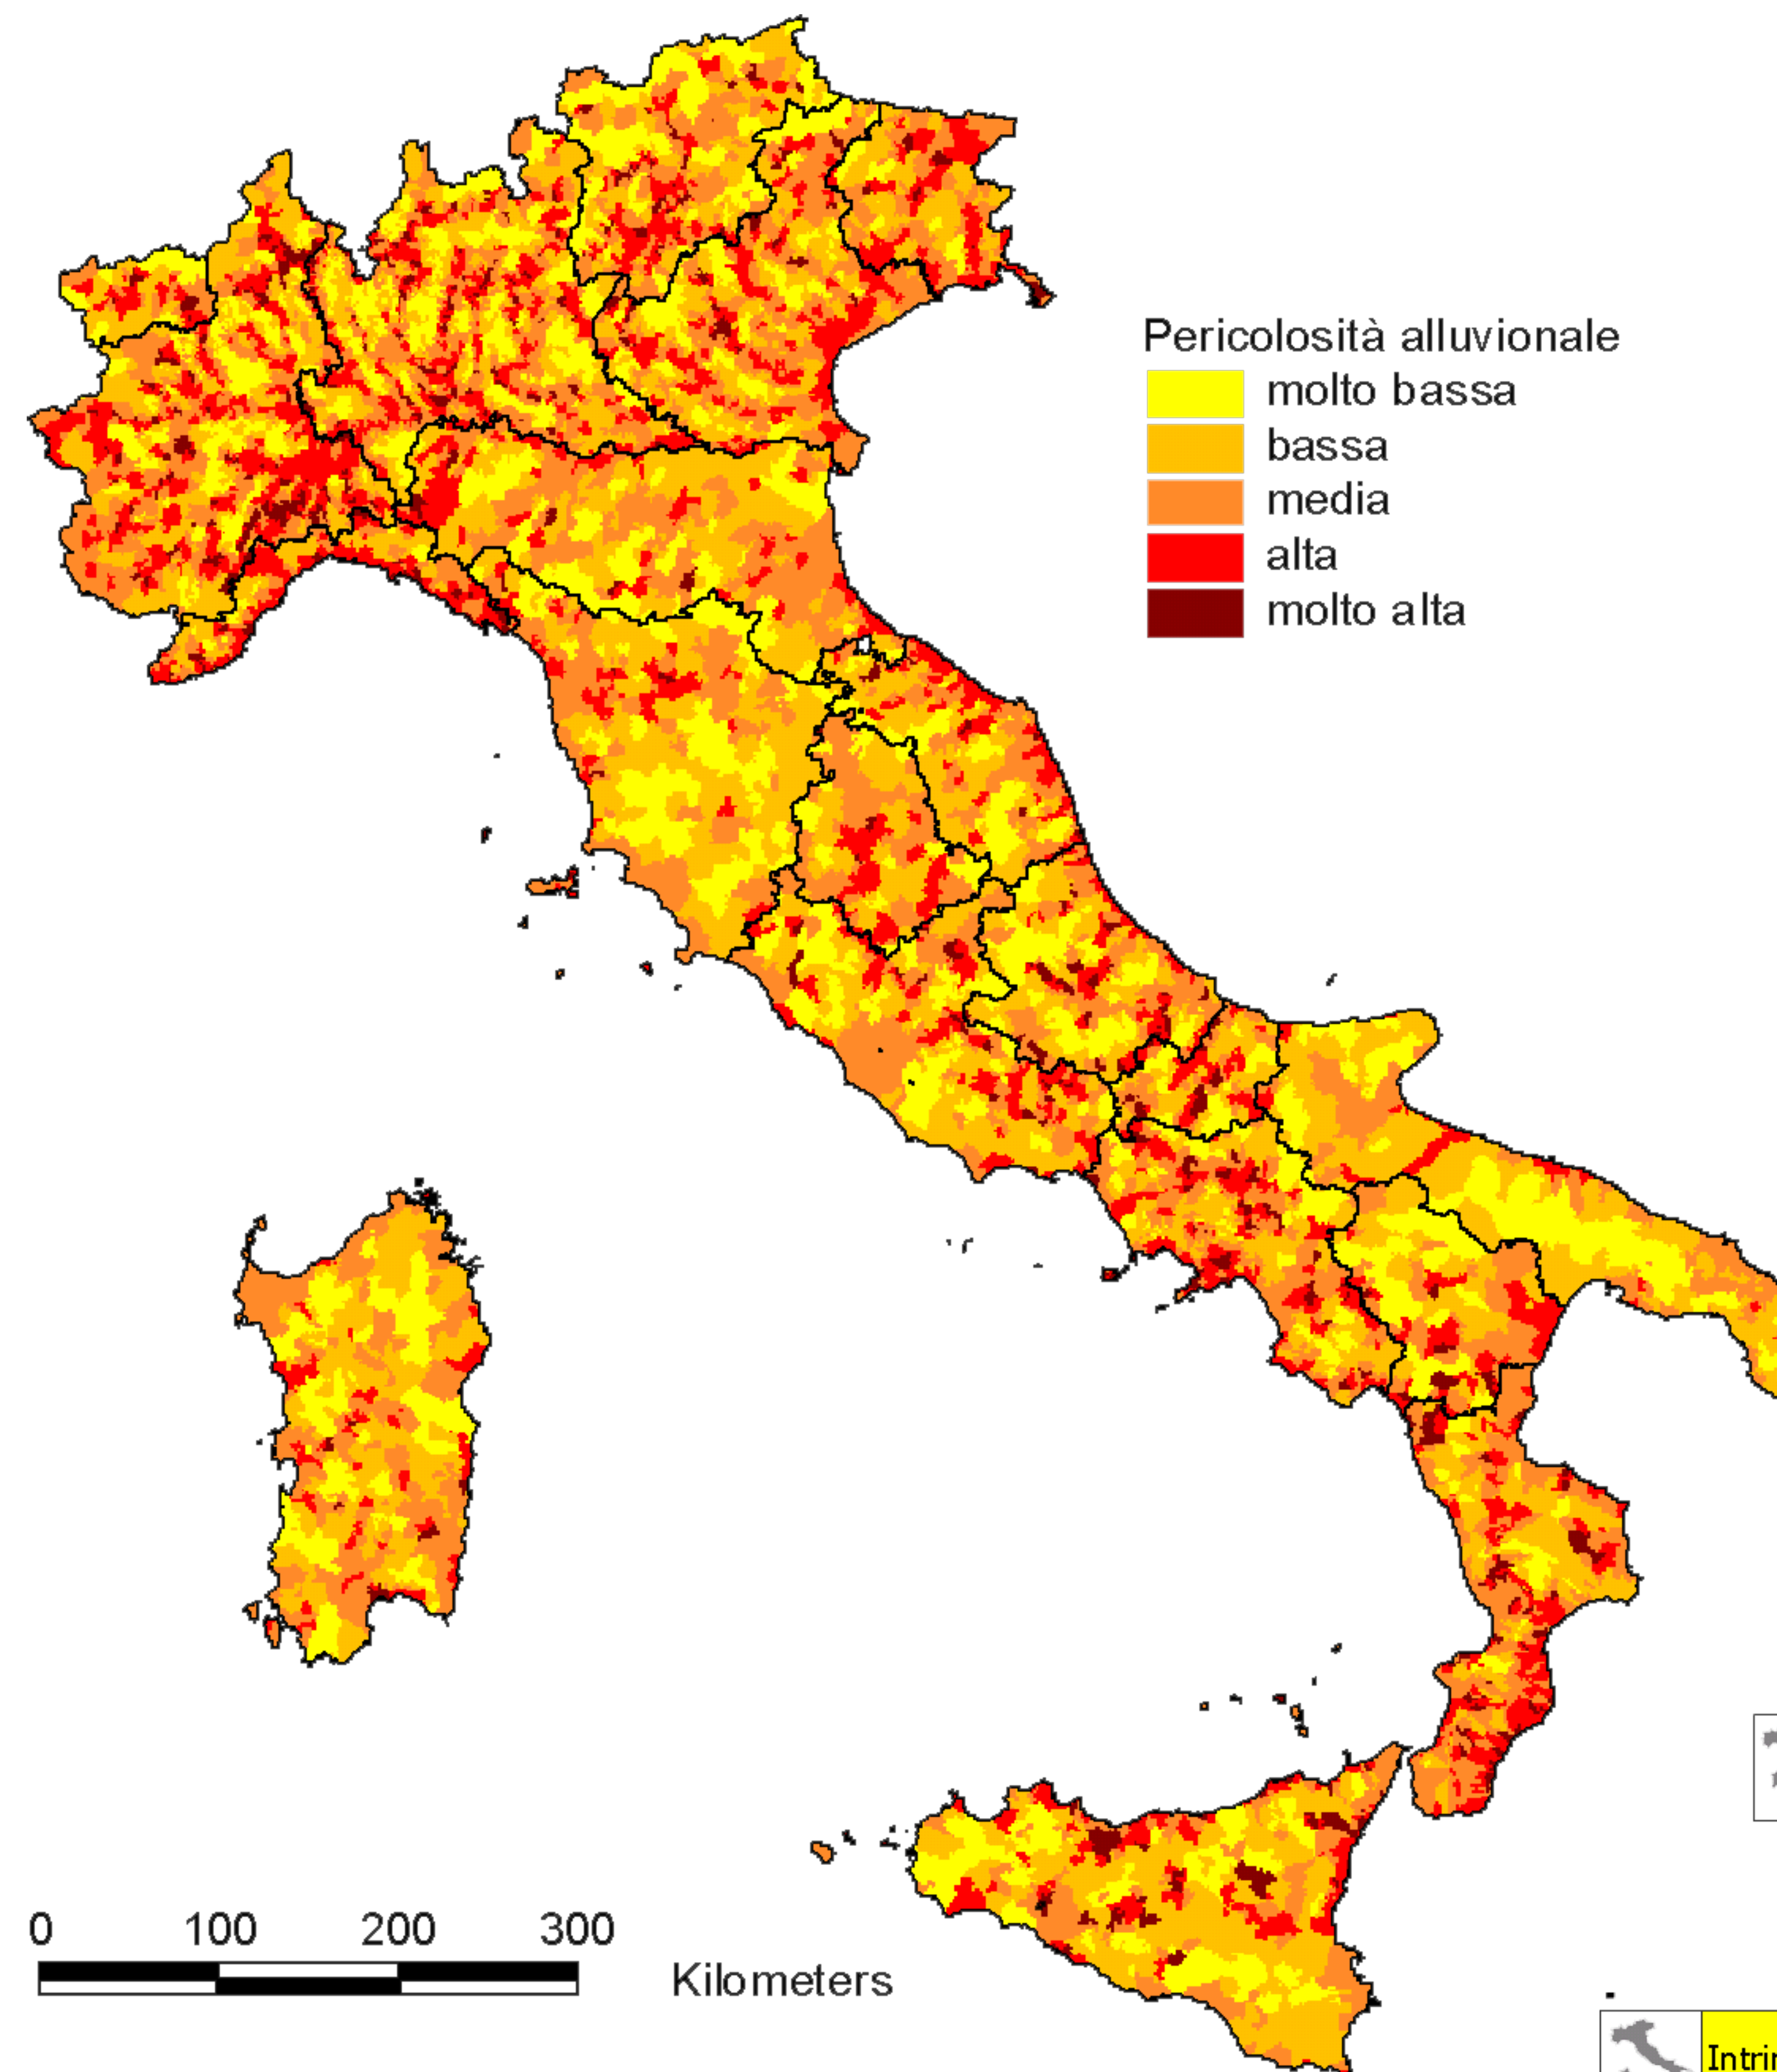 Pericolosità alluvionale
molto bassa
bassa
media
alta
molto alta
0 100 200 300
Kilometers